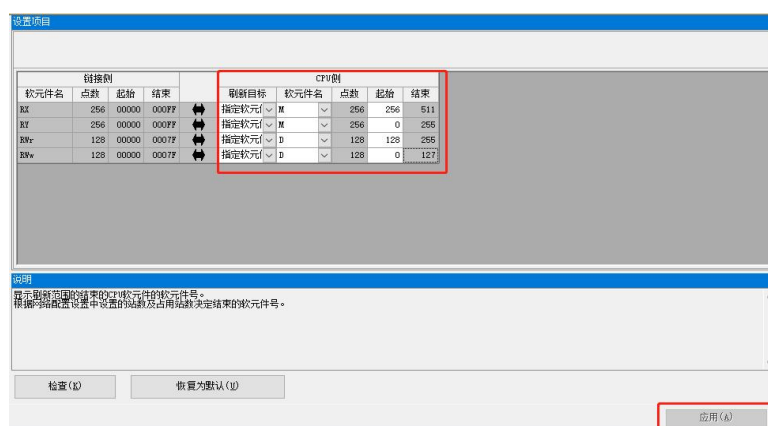 设置项目
链接侧 CPU侧
软元件名 点数 起始 结束 刷新目标 软元件名 点数 起始 结束
RX 256 00000 000FF 指定软元 M 256 256 511
RY 256 00000 000FF 指定软元 M 256 0 255
RWr 128 00000 0007F 指定软元 D 128 128 255
RWw 128 00000 0007F 指定软元 D 128 0 127
说明
显示刷新范围的结束的CPU软元件的软元件号。
根据网络配置设置中设置的站数及占用站数决定结束的软元件号。
检查(K) 恢复为默认(U)
应用(A)